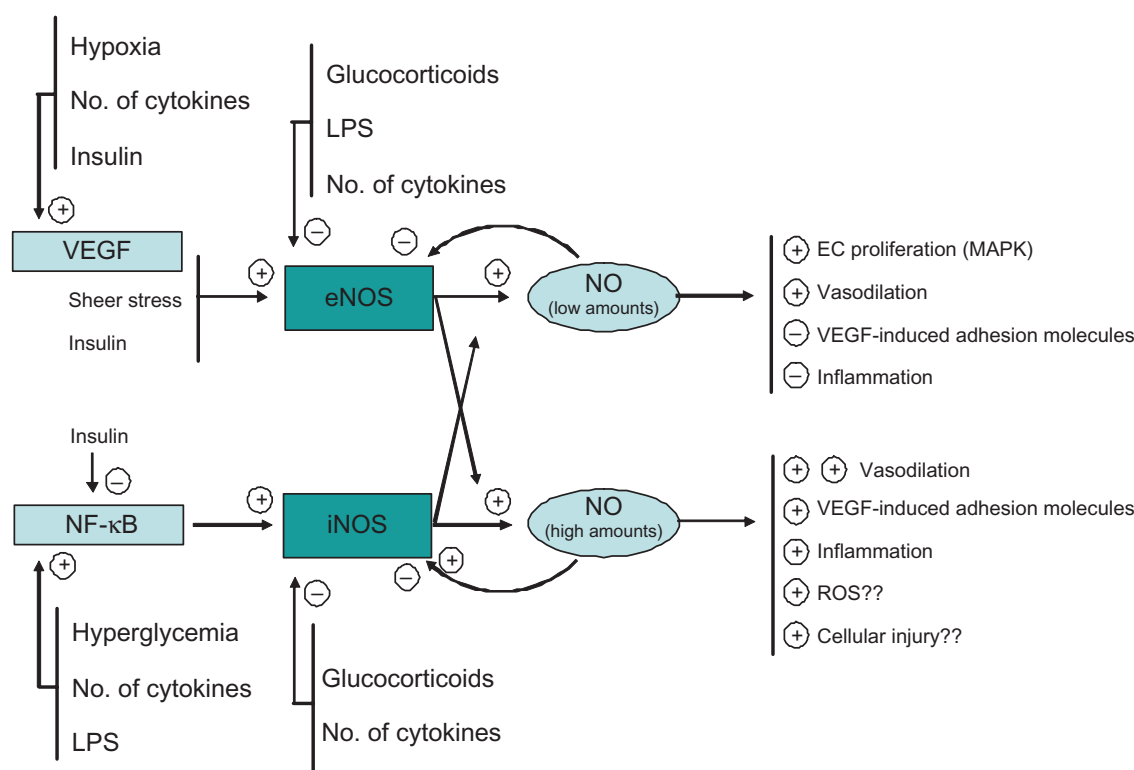 Hypoxia
No. of cytokines
Insulin
+
VEGF
Sheer stress
Insulin
+
Glucocorticoids
LPS
No. of cytokines
−
−
eNOS
+
NO
(low amounts)
+ EC proliferation (MAPK)
+ Vasodilation
− VEGF-induced adhesion molecules
− Inflammation
Insulin
−
NF-κB
+
+
Hyperglycemia
No. of cytokines
LPS
iNOS
+
−
+
−
Glucocorticoids
No. of cytokines
NO
(high amounts)
+ + Vasodilation
+ VEGF-induced adhesion molecules
+ Inflammation
+ ROS??
+ Cellular injury??